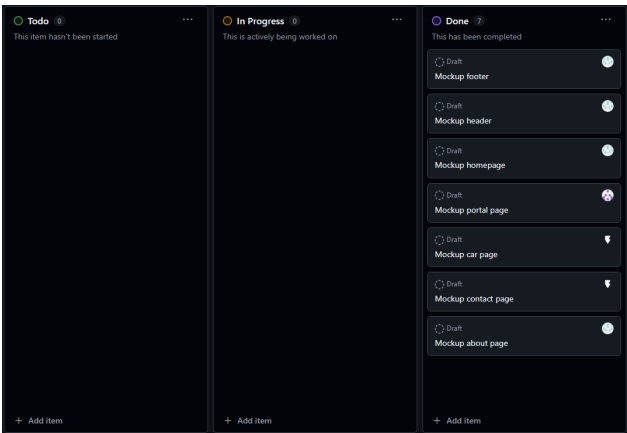 Todo 0
This item hasn't been started
+ Add item
In Progress 0
This is actively being worked on
+ Add item
Done 7
This has been completed
Draft
Mockup footer
Draft
Mockup header
Draft
Mockup homepage
Draft
Mockup portal page
Draft
Mockup car page
Draft
Mockup contact page
Draft
Mockup about page
+ Add item